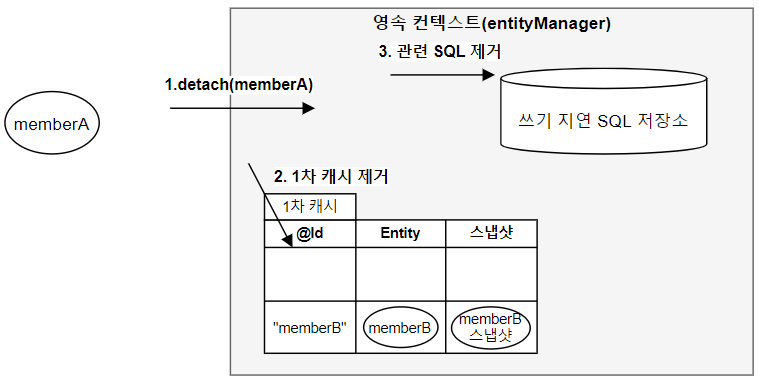 영속 컨텍스트(entityManager)
3. 관련 SQL 제거
1.detach(memberA)
memberA
쓰기 지연 SQL 저장소
2. 1차 캐시 제거
1차 캐시
@Id Entity 스냅샷
"memberB" memberB memberB
스냅샷